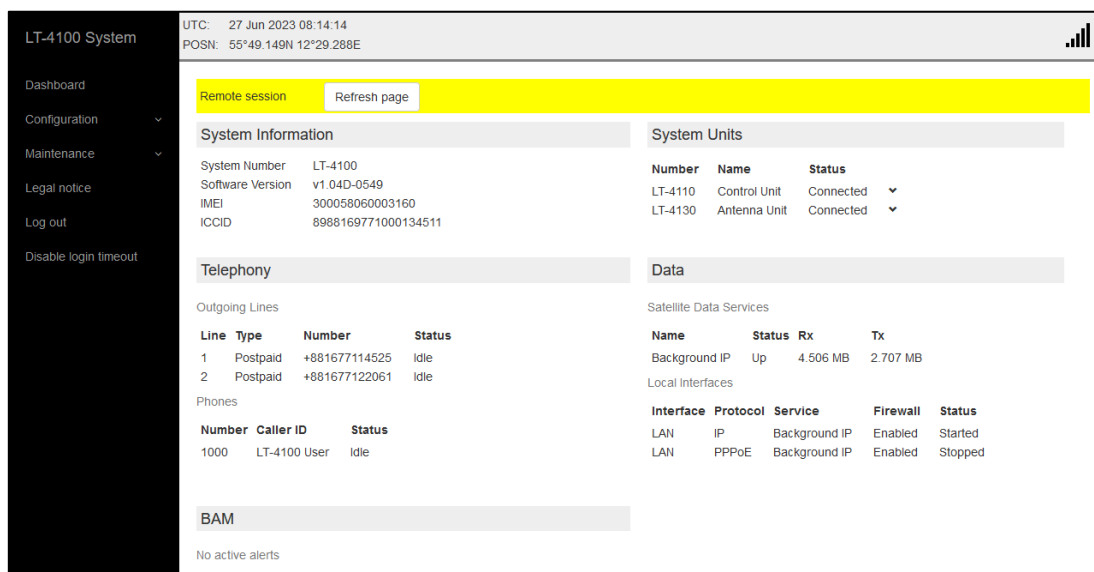 LT-4100 System
Dashboard
Configuration
Maintenance
Legal notice
Log out
Disable login timeout
UTC: 27 Jun 2023 08:14:14
POSN: 55°49.149N 12°29.288E
Remote session Refresh page
System Information
System Number LT-4100
Software Version v1.04D-0549
IMEI 300058060003160
ICCID 8988169771000134511
System Units
Number Name Status
LT-4110 Control Unit Connected
LT-4130 Antenna Unit Connected
Telephony
Outgoing Lines
Line Type Number Status
1 Postpaid +881677114525 Idle
2 Postpaid +881677122061 Idle
Phones
Number Caller ID Status
1000 LT-4100 User Idle
Data
Satellite Data Services
Name Status Rx Tx
Background IP Up 4.506 MB 2.707 MB
Local Interfaces
Interface Protocol Service Firewall Status
LAN IP Background IP Enabled Started
LAN PPPoE Background IP Enabled Stopped
BAM
No active alerts